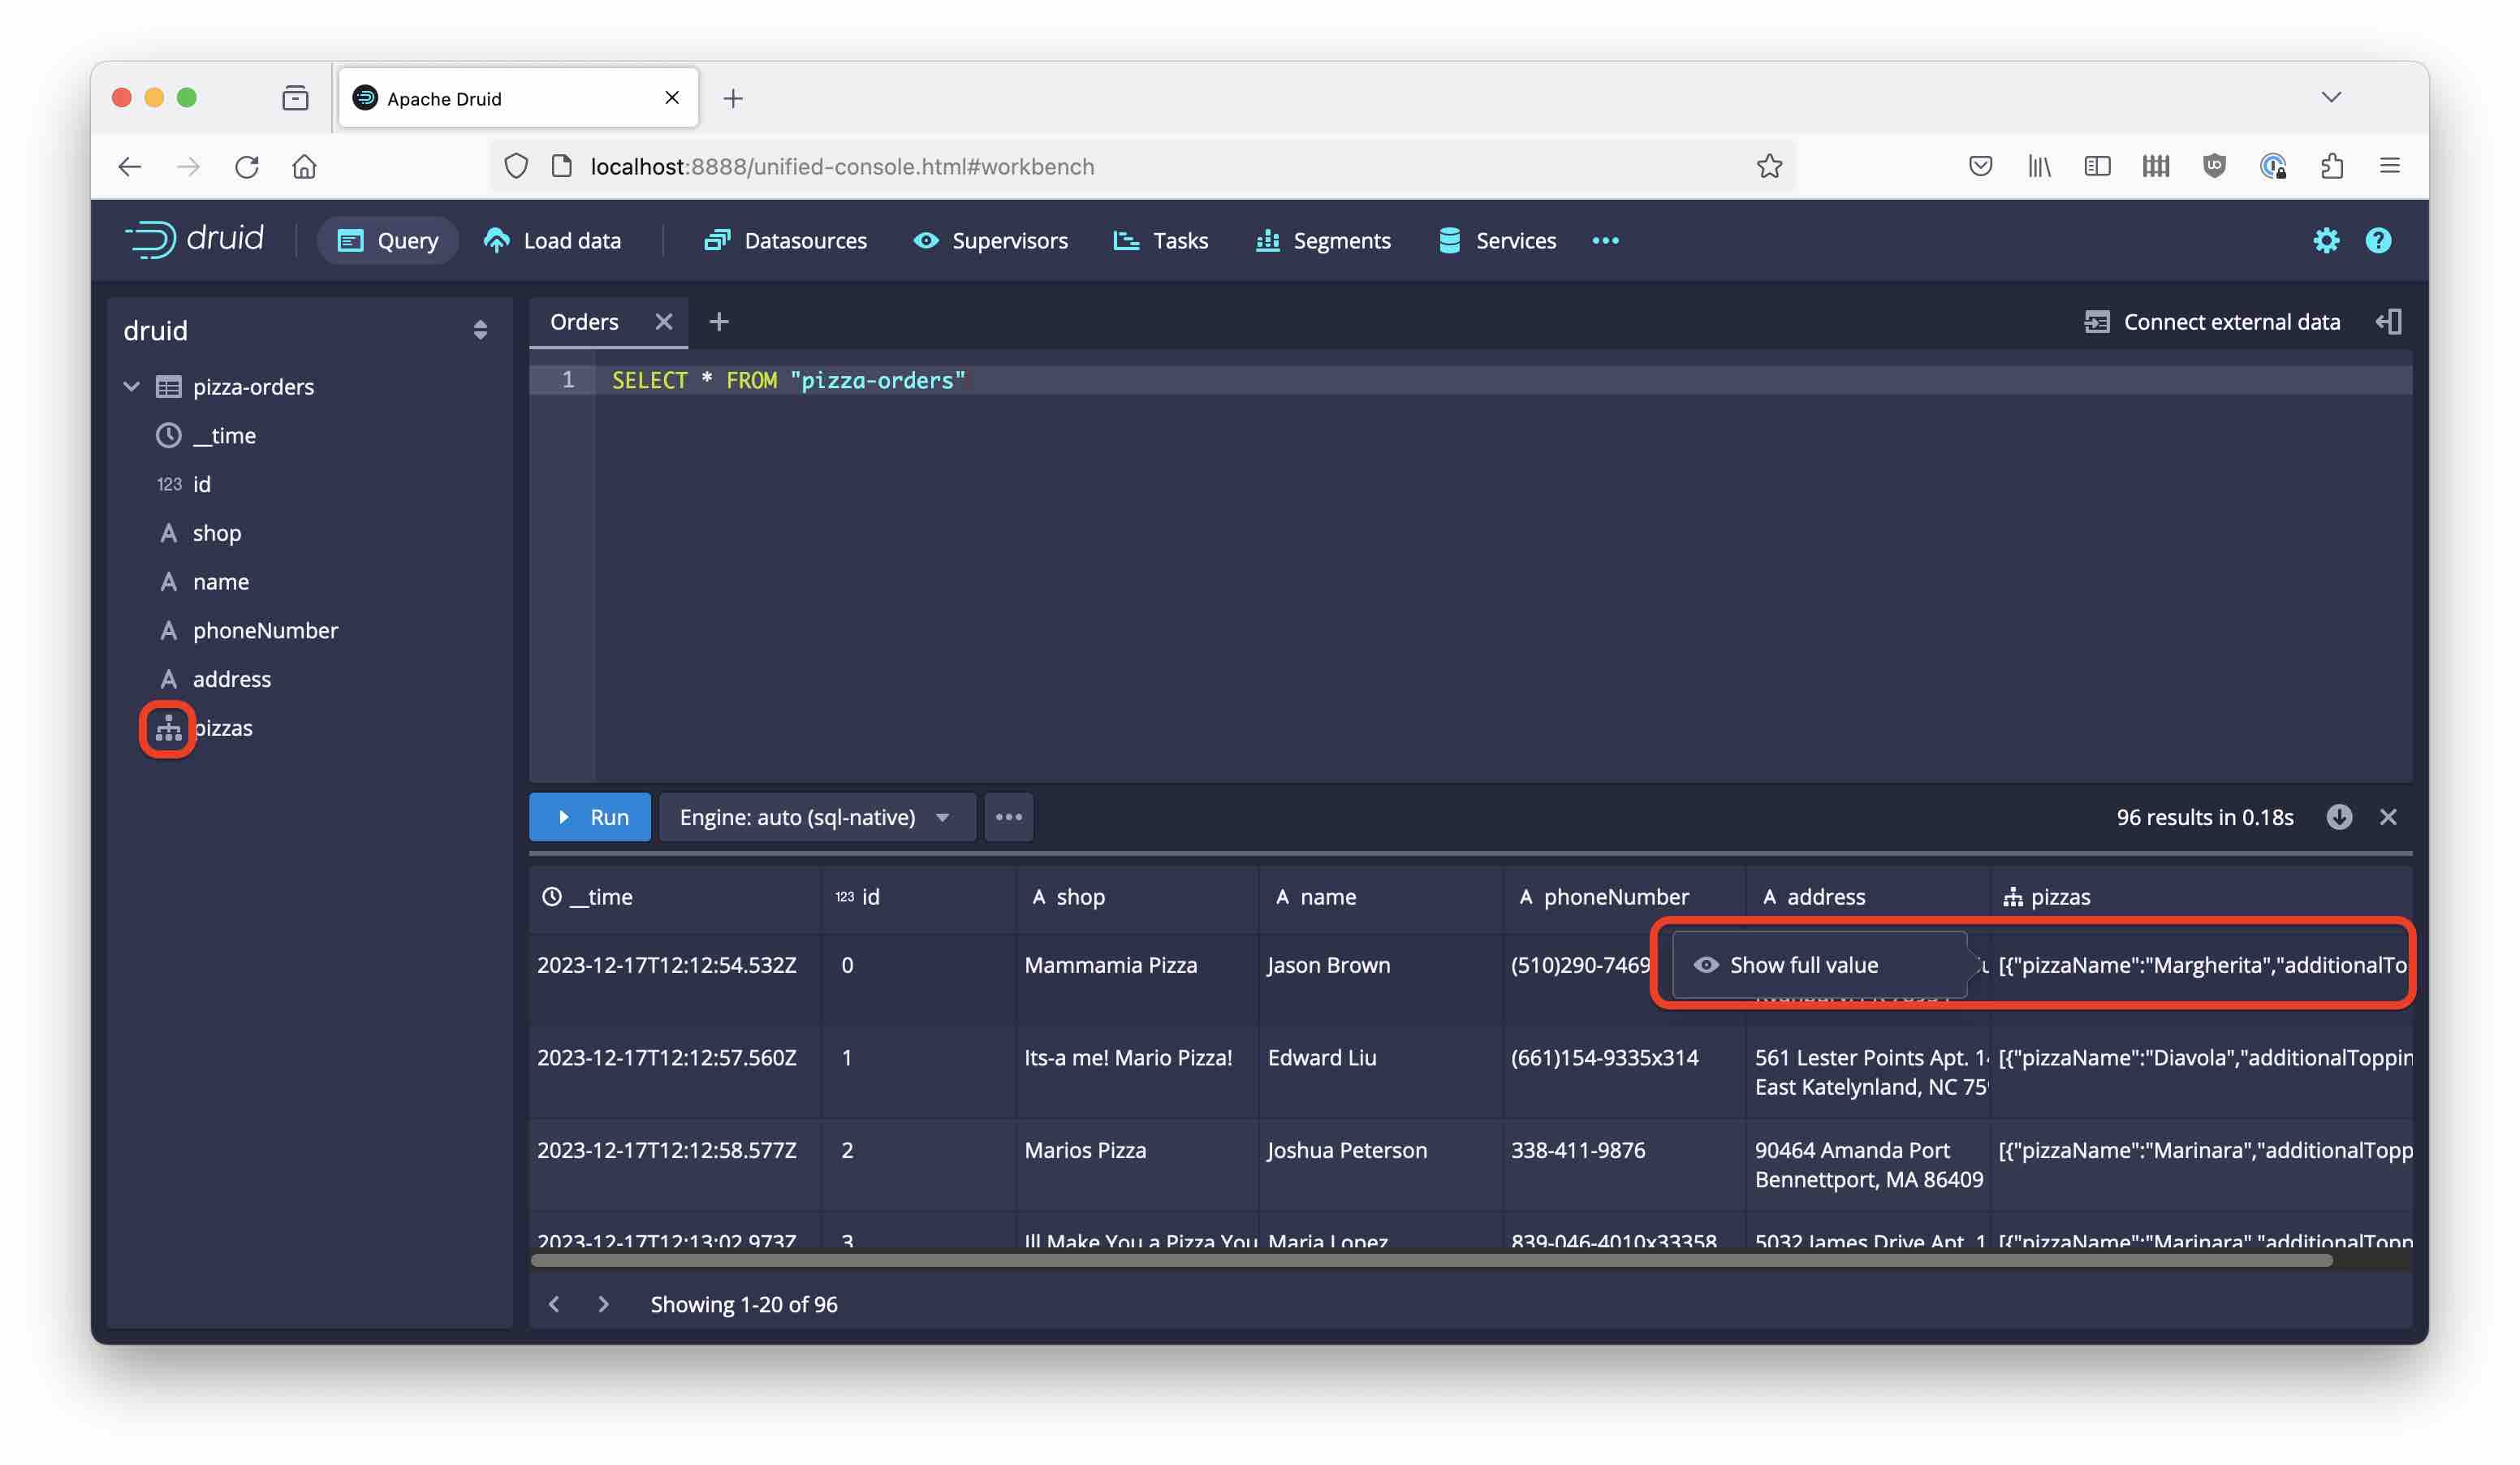 Apache Druid
localhost:8888/unified-console.html#workbench
druid Query Load data Datasources Supervisors Tasks Segments Services
druid
pizza-orders
__time
123 id
A shop
A name
A phoneNumber
A address
pizzas
Orders
Connect external data
1 SELECT * FROM "pizza-orders"
Run Engine: auto (sql-native) 96 results in 0.18s
__time 123 id A shop A name A phoneNumber A address pizzas
2023-12-17T12:12:54.532Z 0 Mammamia Pizza Jason Brown (510)290-7469 Show full value [{"pizzaName":"Margherita","additionalTo
2023-12-17T12:12:57.560Z 1 Its-a me! Mario Pizza! Edward Liu (661)154-9335x314 561 Lester Points Apt. 14 [{"pizzaName":"Diavola","additionalToppin
East Katelynland, NC 759
2023-12-17T12:12:58.577Z 2 Marios Pizza Joshua Peterson 338-411-9876 90464 Amanda Port [{"pizzaName":"Marinara","additionalTopp
Bennettport, MA 86409
2023-12-17T12:13:02.973Z 3 Ill Make You a Pizza You Maria Lopez 839-046-4010x33358 5032 James Drive Apt. 1 [{"pizzaName":"Marinara","additionalTopp
Showing 1-20 of 96